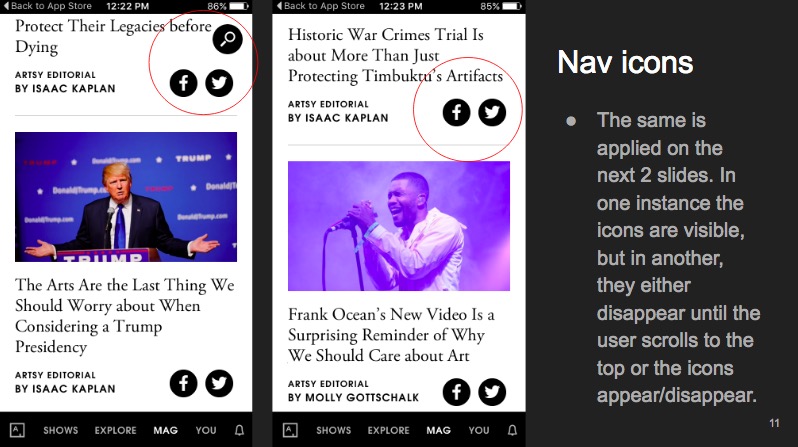 Back to App Store 12:22 PM 86%
Protect Their Legacies before
Dying
ARTSY EDITORIAL
BY ISAAC KAPLAN
TRUMP
DonaldJTrump.com
DonaldJTrump.com
TRUMP
The Arts Are the Last Thing We
Should Worry about When
Considering a Trump
Presidency
ARTSY EDITORIAL
BY ISAAC KAPLAN
SHOWS EXPLORE MAG YOU
Back to App Store 12:23 PM 85%
Historic War Crimes Trial Is
about More Than Just
Protecting Timbuktu's Artifacts
ARTSY EDITORIAL
BY ISAAC KAPLAN
Frank Ocean's New Video Is a
Surprising Reminder of Why
We Should Care about Art
ARTSY EDITORIAL
BY MOLLY GOTTSCHALK
SHOWS EXPLORE MAG YOU
Nav icons
● The same is
applied on the
next 2 slides. In
one instance the
icons are visible,
but in another,
they either
disappear until the
user scrolls to the
top or the icons
appear/disappear.
11